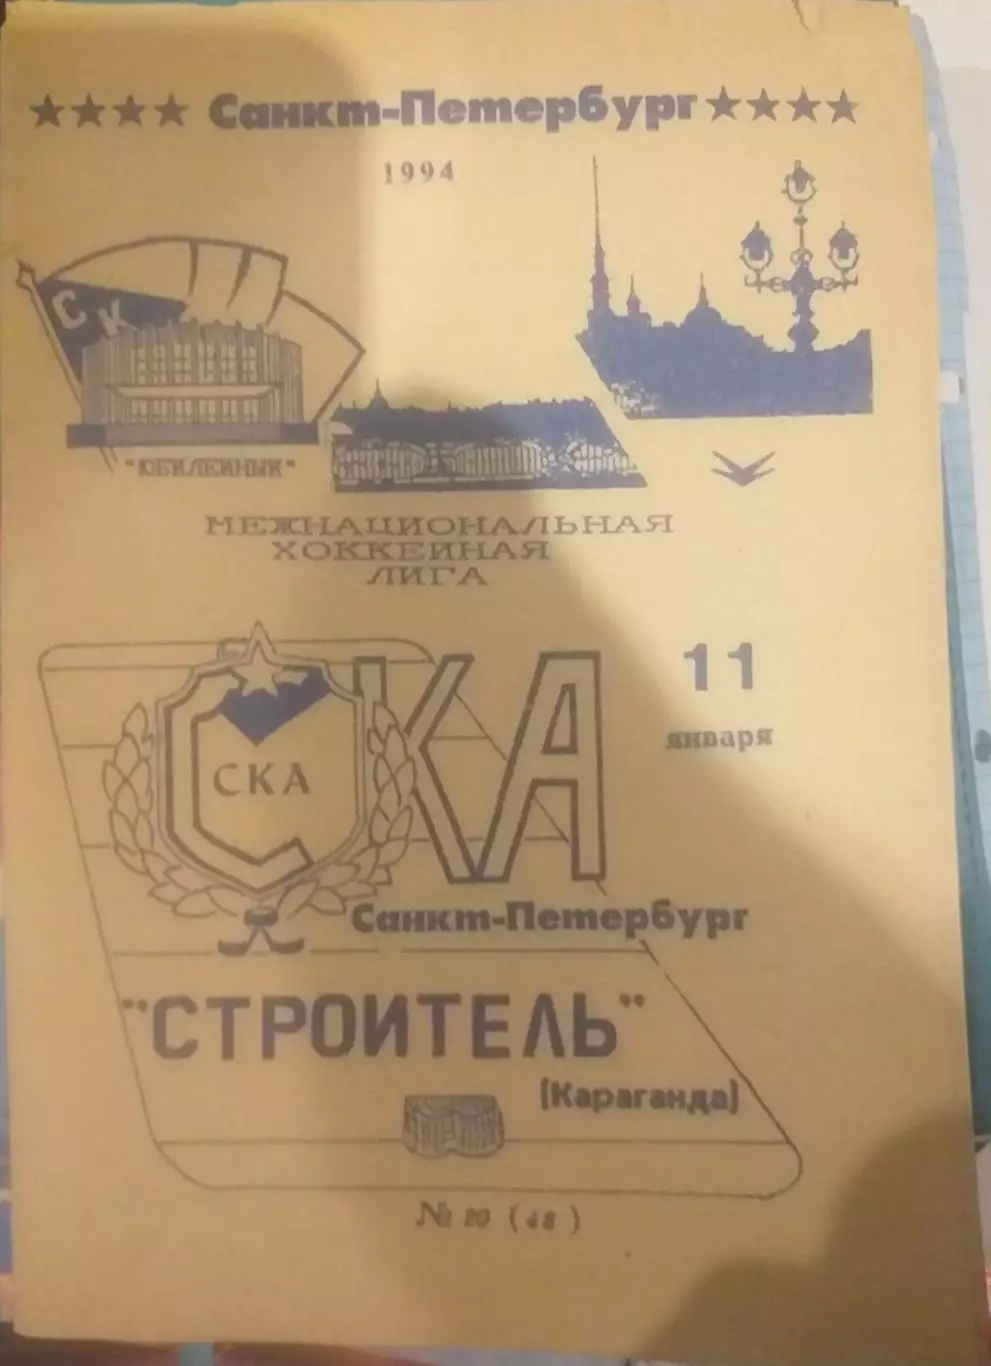 ★★★★ Санкт-Петербург ★★★★
1994
СК
"ЮБИЛЕЙНЫЙ"
МЕЖНАЦИОНАЛЬНАЯ
ХОККЕЙНАЯ
ЛИГА
СКА
СКА
11
января
Санкт-Петербург
"СТРОИТЕЛЬ"
(Караганда)
№ 20 (48)